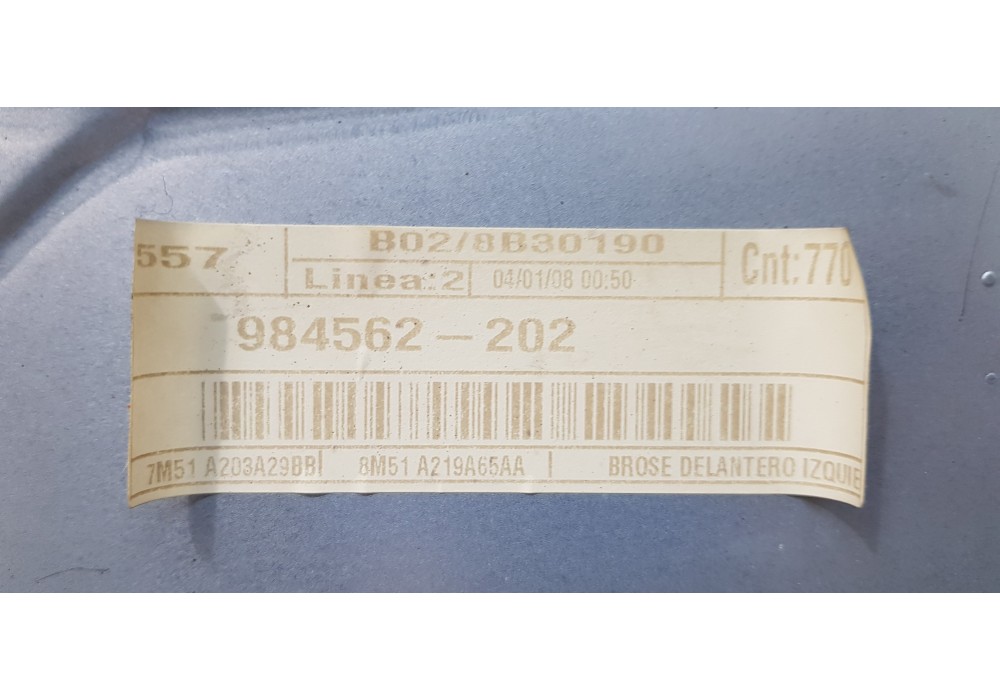 557
B02/8B30190
Linea:2 04/01/08 00:50
Cnt:770
984562-202
7M51 A203A29BB 8M51 A219A65AA BROSE DELANTERO IZQUIE